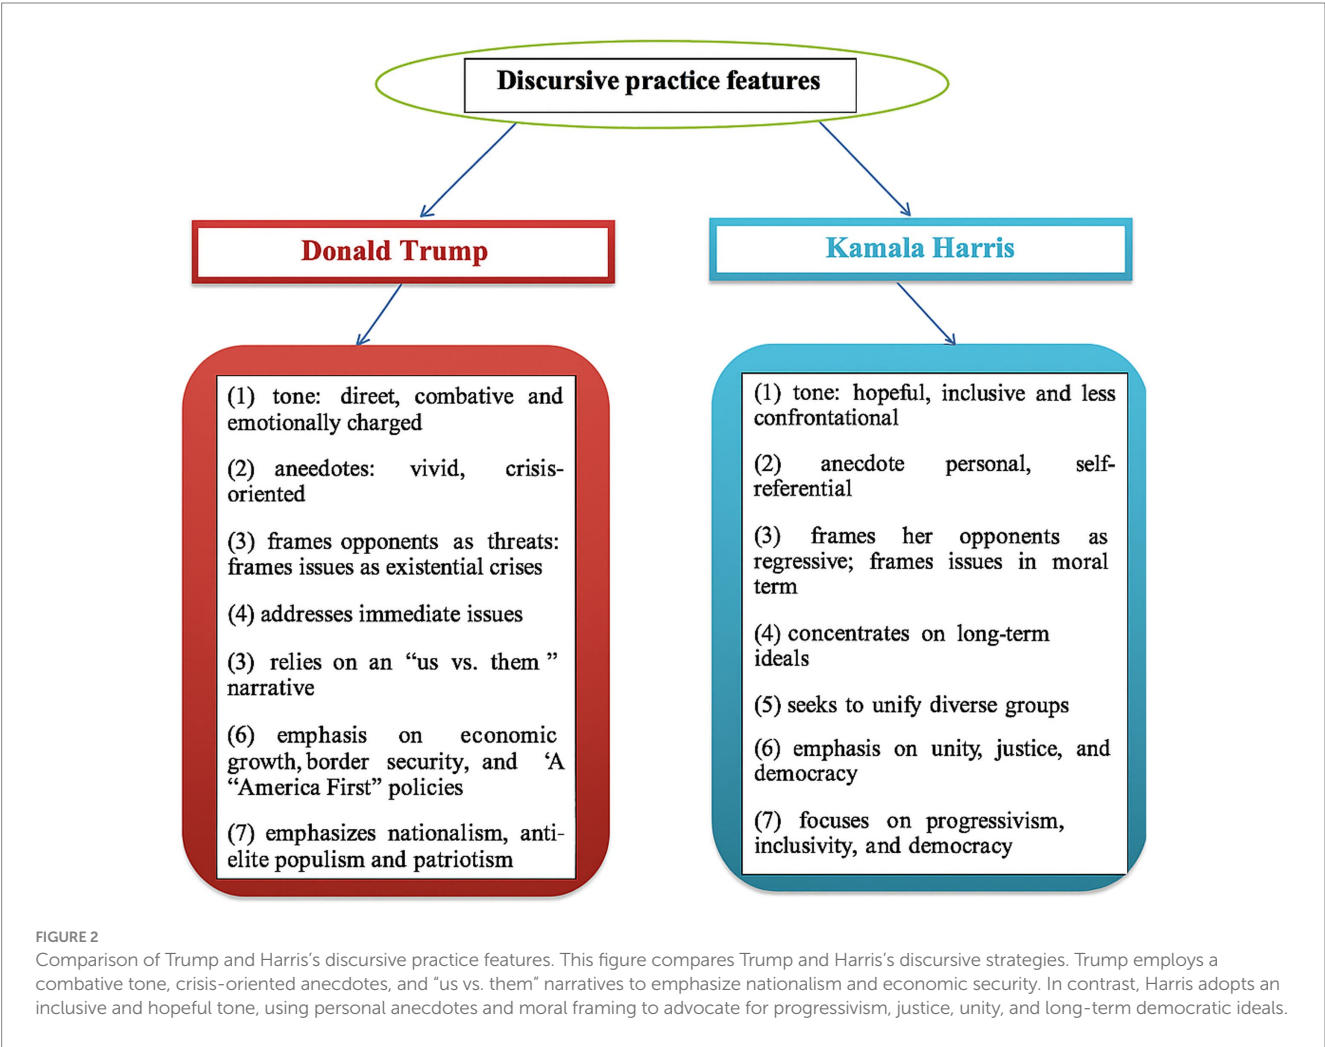 Discursive practice features
Donald Trump
Kamala Harris
(1) tone: direet, combative and
emotionally charged
(2) aneedotes: vivid, crisis-
oriented
(3) frames opponents as threats:
frames issues as existential crises
(4) addresses immediate issues
(3) relies on an “us vs. them ”
narrative
(6) emphasis on economic
growth, border security, and ‘A
“America First” policies
(7) emphasizes nationalism, anti-
elite populism and patriotism
(1) tone: hopeful, inclusive and less
confrontational
(2) anecdote personal, self-
referential
(3) frames her opponents as
regressive; frames issues in moral
term
(4) concentrates on long-term
ideals
(5) seeks to unify diverse groups
(6) emphasis on unity, justice, and
democracy
(7) focuses on progressivism,
inclusivity, and democracy
FIGURE 2
Comparison of Trump and Harris’s discursive practice features. This figure compares Trump and Harris’s discursive strategies. Trump employs a
combative tone, crisis-oriented anecdotes, and “us vs. them” narratives to emphasize nationalism and economic security. In contrast, Harris adopts an
inclusive and hopeful tone, using personal anecdotes and moral framing to advocate for progressivism, justice, unity, and long-term democratic ideals.